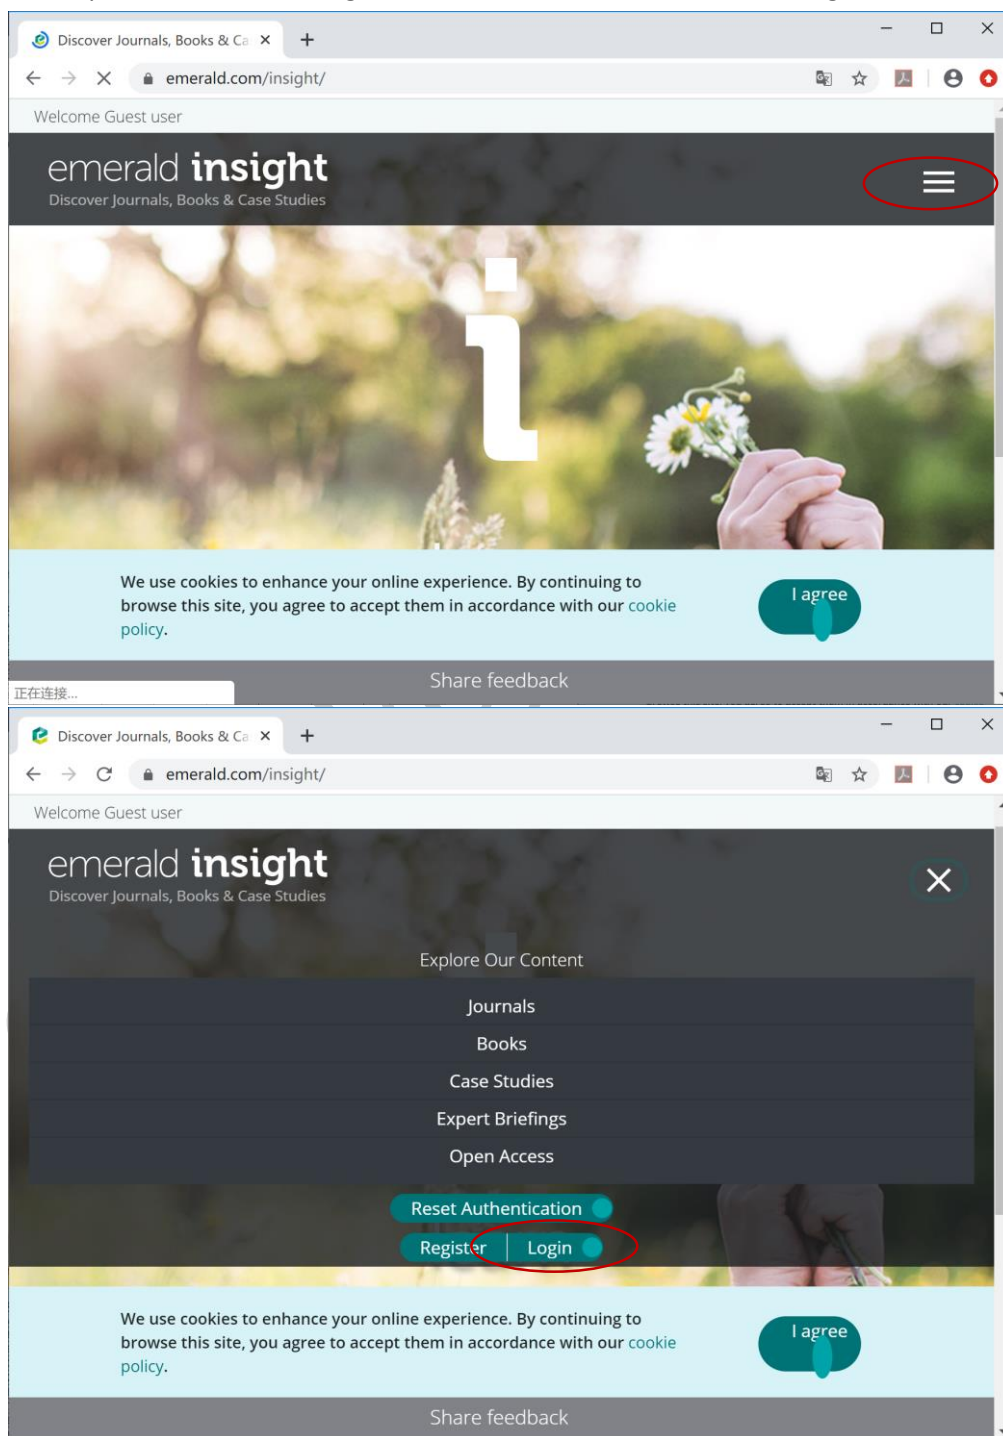 Discover Journals, Books & Ca
emerald.com/insight/
Welcome Guest user
emerald insight
Discover Journals, Books & Case Studies
i
We use cookies to enhance your online experience. By continuing to
browse this site, you agree to accept them in accordance with our cookie
policy.
I agree
Share feedback
正在连接...
Discover Journals, Books & Ca
emerald.com/insight/
Welcome Guest user
emerald insight
Discover Journals, Books & Case Studies
Explore Our Content
Journals
Books
Case Studies
Expert Briefings
Open Access
Reset Authentication
Register | Login
We use cookies to enhance your online experience. By continuing to
browse this site, you agree to accept them in accordance with our cookie
policy.
I agree
Share feedback